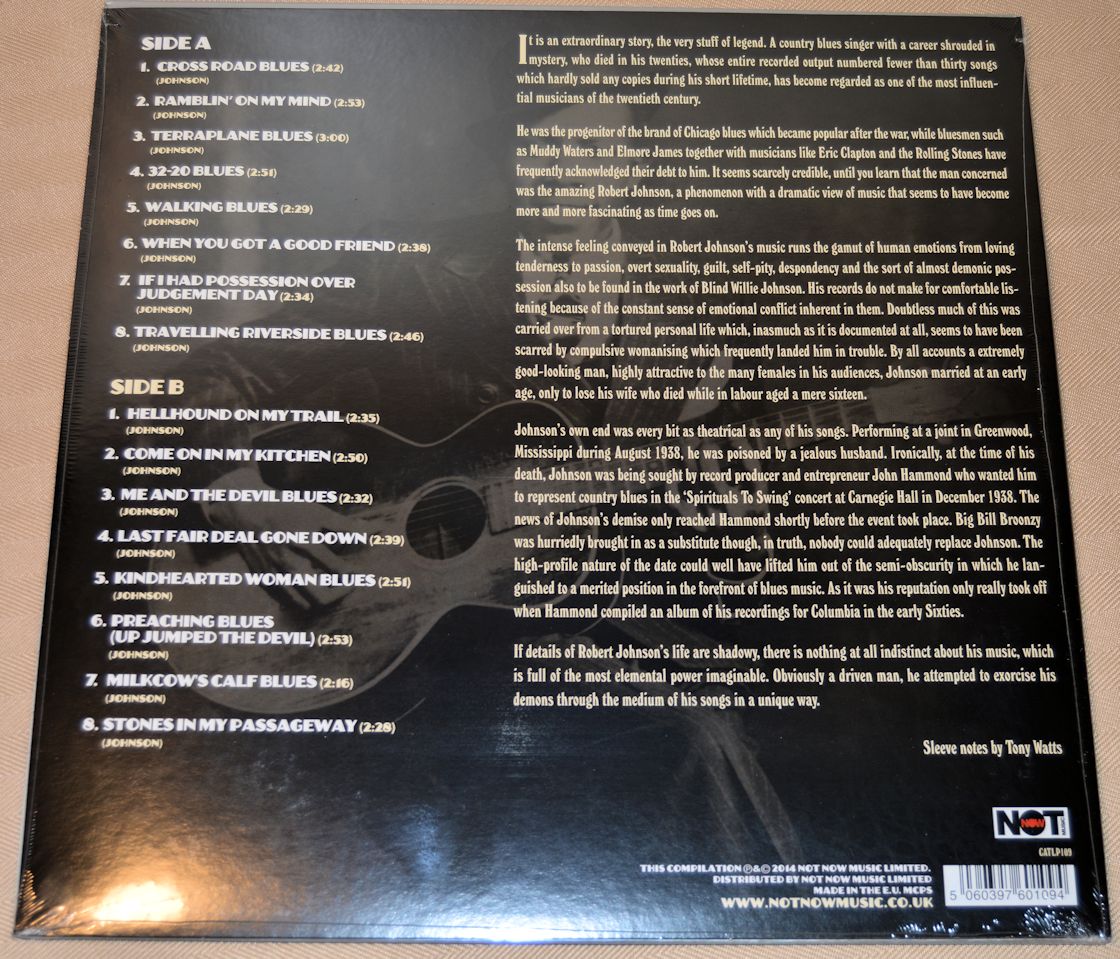 SIDE A
1. CROSS ROAD BLUES (2:42)
(JOHNSON)
2. RAMBLIN' ON MY MIND (2:53)
(JOHNSON)
3. TERRAPLANE BLUES (3:00)
(JOHNSON)
4. 32-20 BLUES (2:51)
(JOHNSON)
5. WALKING BLUES (2:29)
(JOHNSON)
6. WHEN YOU GOT A GOOD FRIEND (2:38)
(JOHNSON)
7. IF I HAD POSSESSION OVER
JUDGEMENT DAY (2:34)
(JOHNSON)
8. TRAVELLING RIVERSIDE BLUES (2:46)
(JOHNSON)
SIDE B
1. HELLHOUND ON MY TRAIL (2:35)
(JOHNSON)
2. COME ON IN MY KITCHEN (2:50)
(JOHNSON)
3. ME AND THE DEVIL BLUES (2:32)
(JOHNSON)
4. LAST FAIR DEAL GONE DOWN (2:39)
(JOHNSON)
5. KINDHEARTED WOMAN BLUES (2:51)
(JOHNSON)
6. PREACHING BLUES
(UP JUMPED THE DEVIL) (2:53)
(JOHNSON)
7. MILKCOW'S CALF BLUES (2:16)
(JOHNSON)
8. STONES IN MY PASSAGEWAY (2:28)
(JOHNSON)
It is an extraordinary story, the very stuff of legend. A country blues singer with a career shrouded in
mystery, who died in his twenties, whose entire recorded output numbered fewer than thirty songs
which hardly sold any copies during his short lifetime, has become regarded as one of the most influen-
tial musicians of the twentieth century.
He was the progenitor of the brand of Chicago blues which became popular after the war, while bluesmen such
as Muddy Waters and Elmore James together with musicians like Eric Clapton and the Rolling Stones have
frequently acknowledged their debt to him. It seems scarcely credible, until you learn that the man concerned
was the amazing Robert Johnson, a phenomenon with a dramatic view of music that seems to have become
more and more fascinating as time goes on.
The intense feeling conveyed in Robert Johnson's music runs the gamut of human emotions from loving
tenderness to passion, overt sexuality, guilt, self-pity, despondency and the sort of almost demonic pos-
session also to be found in the work of Blind Willie Johnson. His records do not make for comfortable lis-
tening because of the constant sense of emotional conflict inherent in them. Doubtless much of this was
carried over from a tortured personal life which, inasmuch as it is documented at all, seems to have been
scarred by compulsive womanising which frequently landed him in trouble. By all accounts a extremely
good-looking man, highly attractive to the many females in his audiences, Johnson married at an early
age, only to lose his wife who died while in labour aged a mere sixteen.
Johnson's own end was every bit as theatrical as any of his songs. Performing at a joint in Greenwood,
Mississippi during August 1938, he was poisoned by a jealous husband. Ironically, at the time of his
death, Johnson was being sought by record producer and entrepreneur John Hammond who wanted him
to represent country blues in the 'Spirituals To Swing' concert at Carnegie Hall in December 1938. The
news of Johnson's demise only reached Hammond shortly before the event took place. Big Bill Broonzy
was hurriedly brought in as a substitute though, in truth, nobody could adequately replace Johnson. The
high-profile nature of the date could well have lifted him out of the semi-obscurity in which he lan-
guished to a merited position in the forefront of blues music. As it was his reputation only really took off
when Hammond compiled an album of his recordings for Columbia in the early Sixties.
If details of Robert Johnson's life are shadowy, there is nothing at all indistinct about his music, which
is full of the most elemental power imaginable. Obviously a driven man, he attempted to exorcise his
demons through the medium of his songs in a unique way.
Sleeve notes by Tony Watts
NOT NOW MUSIC
CATLP109
THIS COMPILATION ℗&© 2014 NOT NOW MUSIC LIMITED.
DISTRIBUTED BY NOT NOW MUSIC LIMITED
MADE IN THE E.U. MCPS
WWW.NOTNOWMUSIC.CO.UK
5 060397 601094